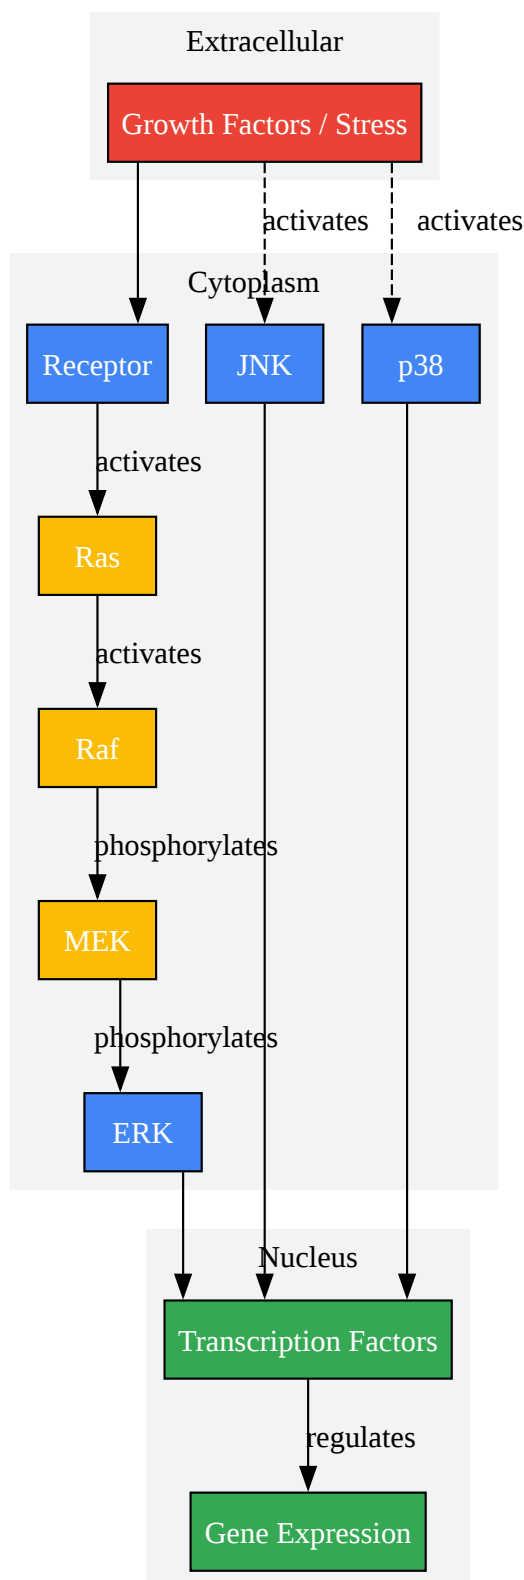 Extracellular
Growth Factors / Stress
activates
activates
Cytoplasm
Receptor
JNK
p38
activates
Ras
activates
Raf
phosphorylates
MEK
phosphorylates
ERK
Nucleus
Transcription Factors
regulates
Gene Expression